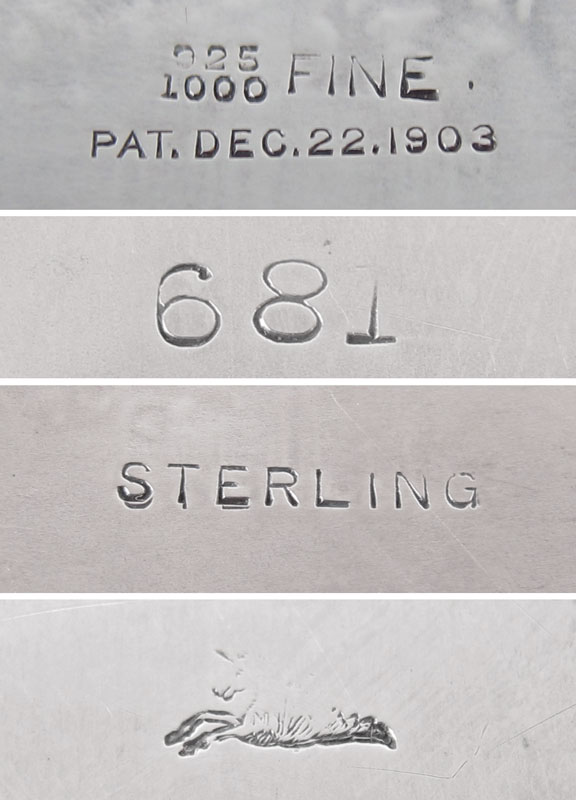 925
1000 FINE.
PAT. DEC. 22. 1903
681
STERLING